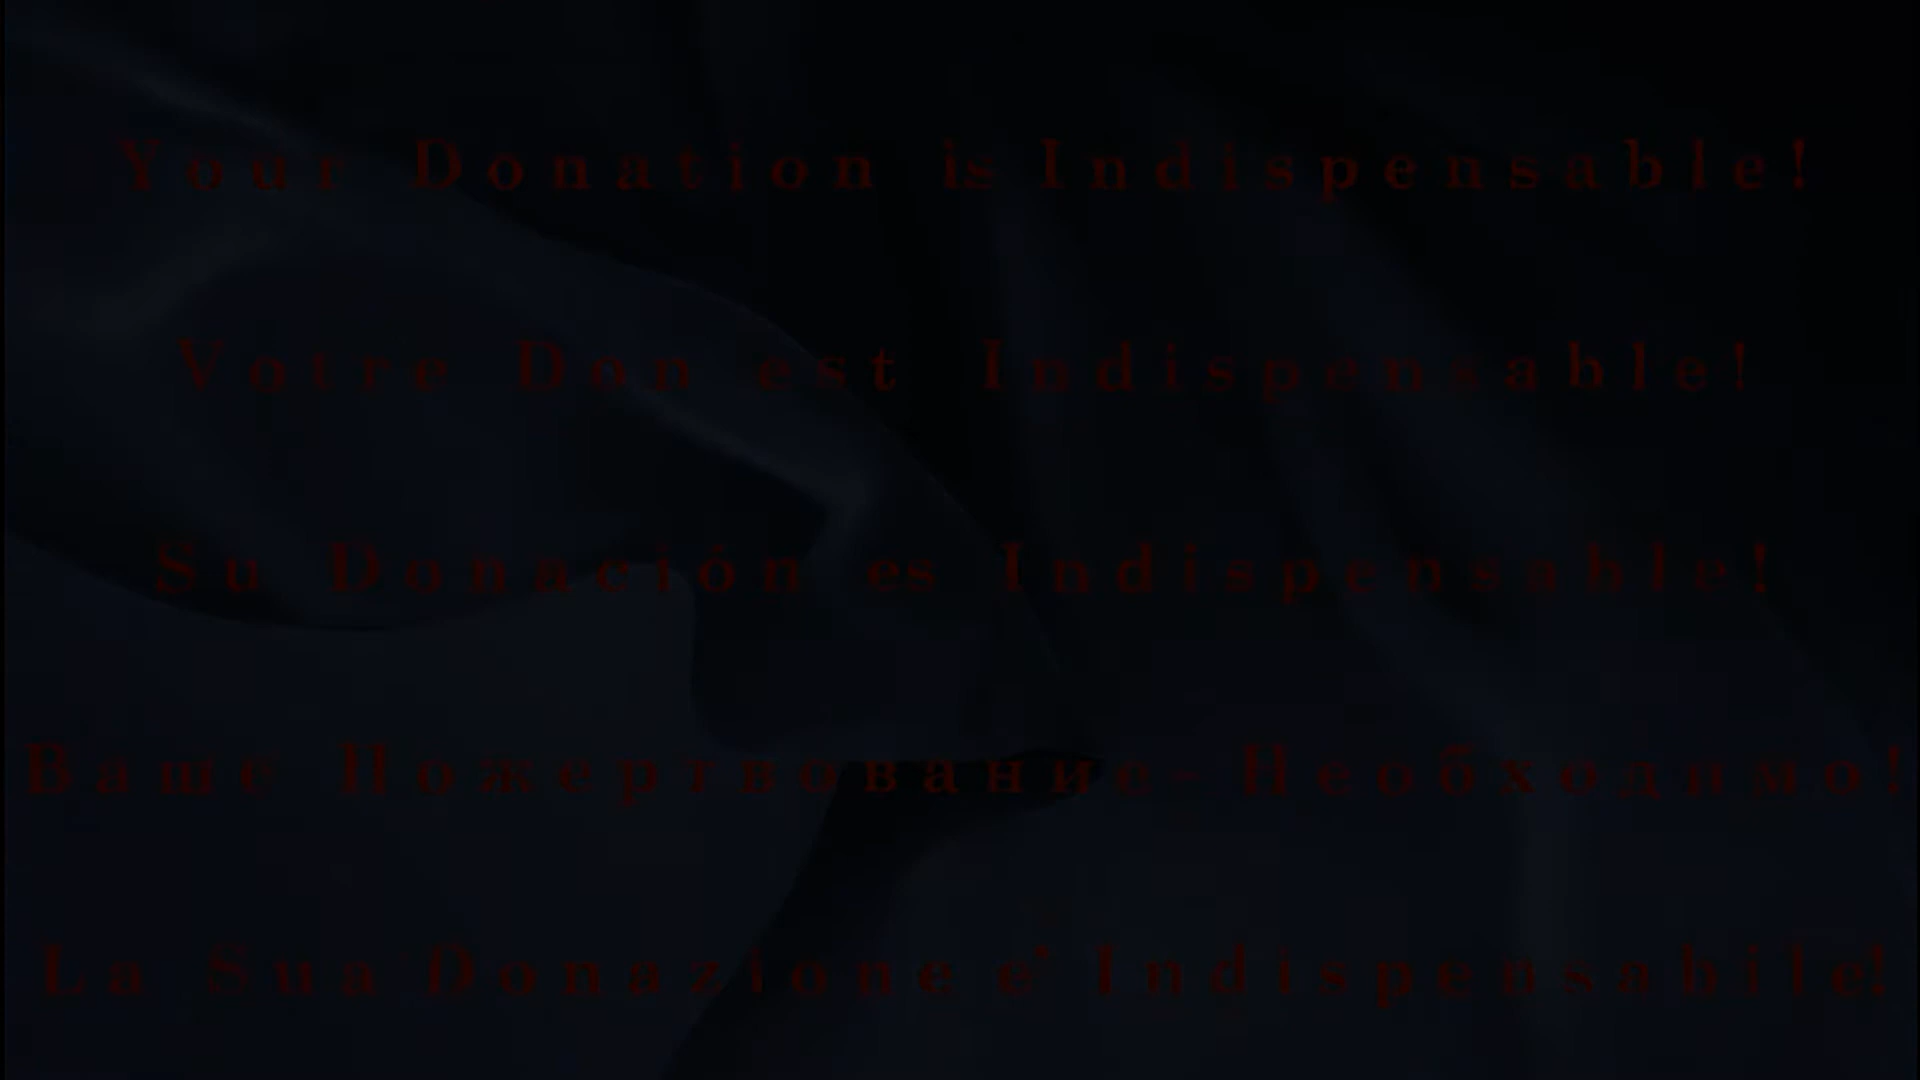 Your Donation is Indispensable!
Votre Don est Indispensable!
Su Donación es Indispensable!
Ваше Пожертвование– Необходимо!
La Sua Donazione e' Indispensabile!